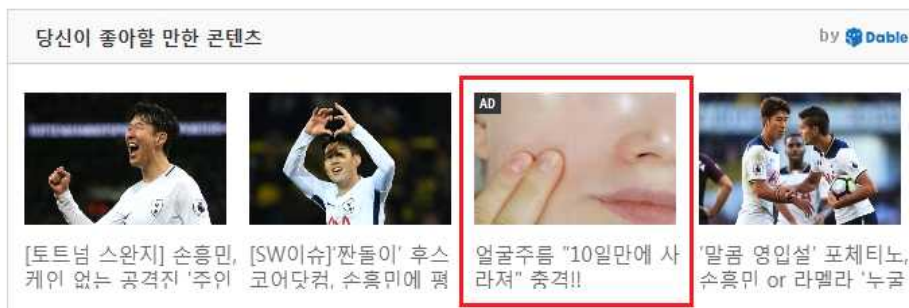 당신이 좋아할 만한 콘텐츠
by Dable
AD
[토트넘 스완지] 손흥민,
케인 없는 공격진 '주인
[SW이슈]'짠돌이' 후스
코어닷컴, 손흥민에 평
얼굴주름 "10일만에 사
라져" 충격!!
'말콤 영입설' 포체티노,
손흥민 or 라멜라 '누굴